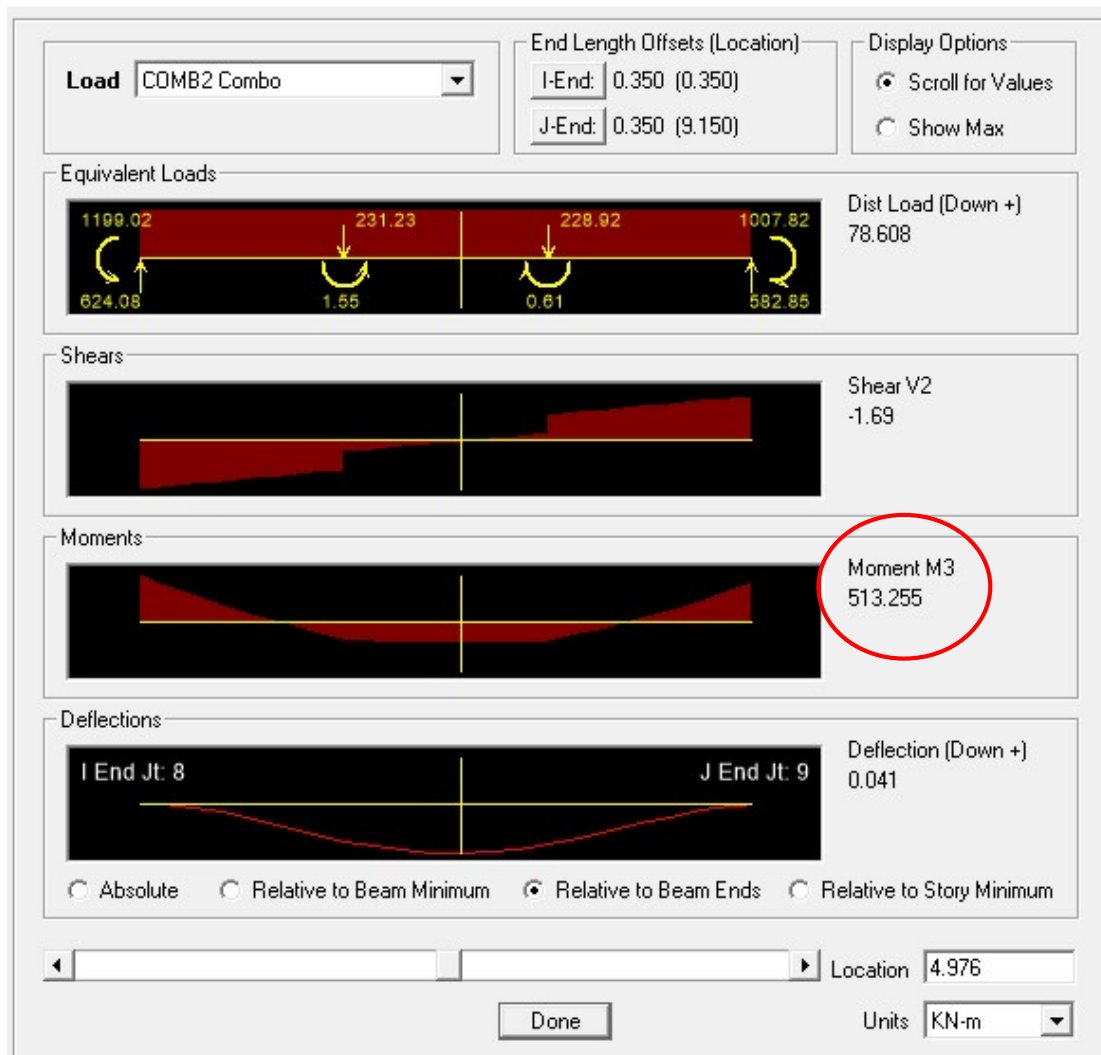 End Length Offsets (Location)
Display Options
Load COMB2 Combo
I-End: 0.350 (0.350)
Scroll for Values
J-End: 0.350 (9.150)
Show Max
Equivalent Loads
1199.02 231.23 228.92 1007.82
624.08 1.55 0.61 582.85
Dist Load (Down +)
78.608
Shears
Shear V2
-1.69
Moments
Moment M3
513.255
Deflections
I End Jt: 8 J End Jt: 9
Deflection (Down +)
0.041
Absolute Relative to Beam Minimum Relative to Beam Ends Relative to Story Minimum
Location 4.976
Done
Units KN-m